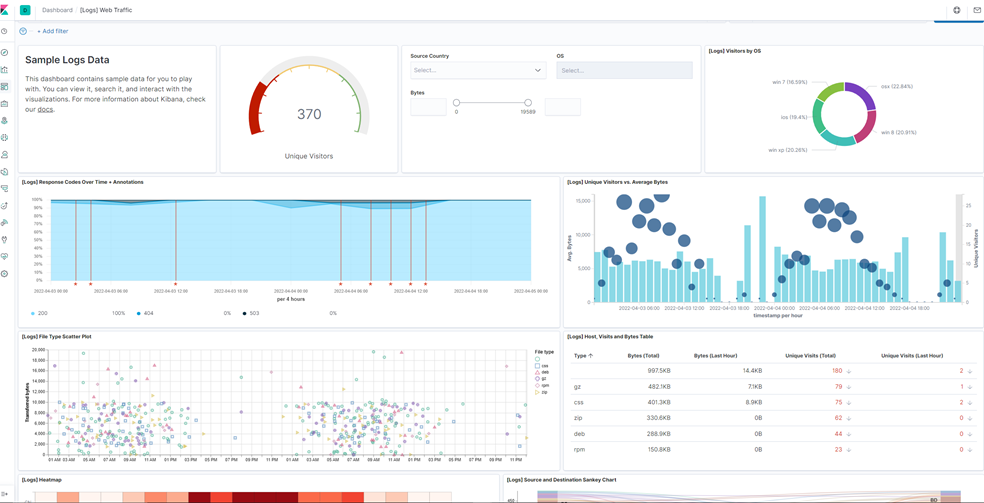 D Dashboard [Logs] Web Traffic
+ Add filter
Sample Logs Data
This dashboard contains sample data for you to play
with. You can view it, search it, and interact with the
visualizations. For more information about Kibana, check
our docs.
370
Unique Visitors
Source Country
Select...
OS
Select...
Bytes
0 19589
[Logs] Visitors by OS
win 7 (16.59%)
osx (22.84%)
ios (19.4%)
win 8 (20.91%)
win xp (20.26%)
[Logs] Response Codes Over Time + Annotations
100%
90%
80%
70%
60%
50%
40%
30%
20%
10%
0%
2022-04-03 00:00 2022-04-03 06:00 2022-04-03 12:00 2022-04-03 18:00 2022-04-04 00:00 2022-04-04 06:00 2022-04-04 12:00 2022-04-04 18:00 2022-04-05 00:00
per 4 hours
200 100% 404 0% 503 0%
[Logs] Unique Visitors vs. Average Bytes
Avg. Bytes
15,000
10,000
5,000
0
25
20
15
10
5
0
Unique Visitors
2022-04-03 06:00 2022-04-03 12:00 2022-04-03 18:00 2022-04-04 00:00 2022-04-04 06:00 2022-04-04 12:00 2022-04-04 18:00
timestamp per hour
[Logs] File Type Scatter Plot
Transferred bytes
20,000
18,000
16,000
14,000
12,000
10,000
8,000
6,000
4,000
2,000
0
01 AM 03 AM 05 AM 07 AM 09 AM 11 AM 01 PM 03 PM 05 PM 07 PM 09 PM 11 PM 01 AM 03 AM 05 AM 07 AM 09 AM 11 AM 01 PM 03 PM 05 PM 07 PM 09 PM 11 PM
File type
css
deb
gz
rpm
zip
[Logs] Host, Visits and Bytes Table
Type Bytes (Total) Bytes (Last Hour) Unique Visits (Total) Unique Visits (Last Hour)
997.5KB 14.4KB 180 2
gz 482.1KB 7.1KB 79 1
css 401.3KB 8.9KB 75 2
zip 330.6KB 0B 62 0
deb 288.9KB 0B 44 0
rpm 150.8KB 0B 23 0
[Logs] Heatmap
[Logs] Source and Destination Sankey Chart
450
BD